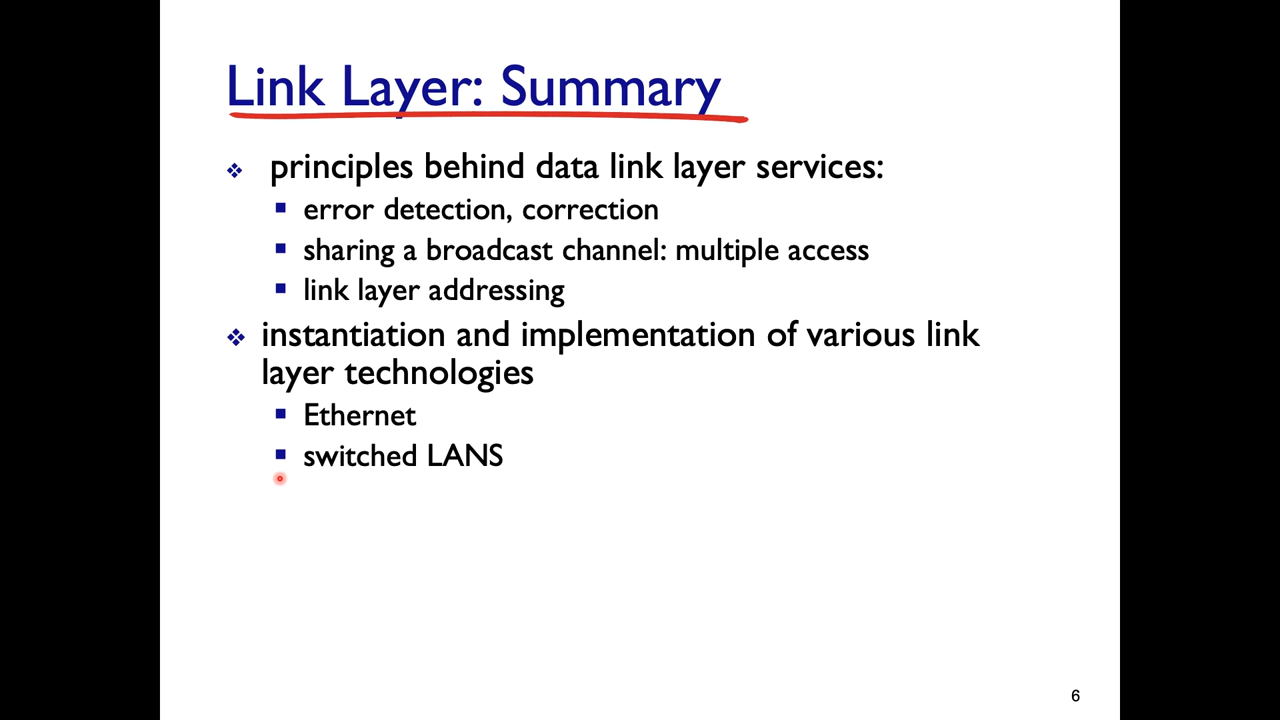 Link Layer: Summary
principles behind data link layer services:
error detection, correction
sharing a broadcast channel: multiple access
link layer addressing
instantiation and implementation of various link
layer technologies
Ethernet
switched LANS
6